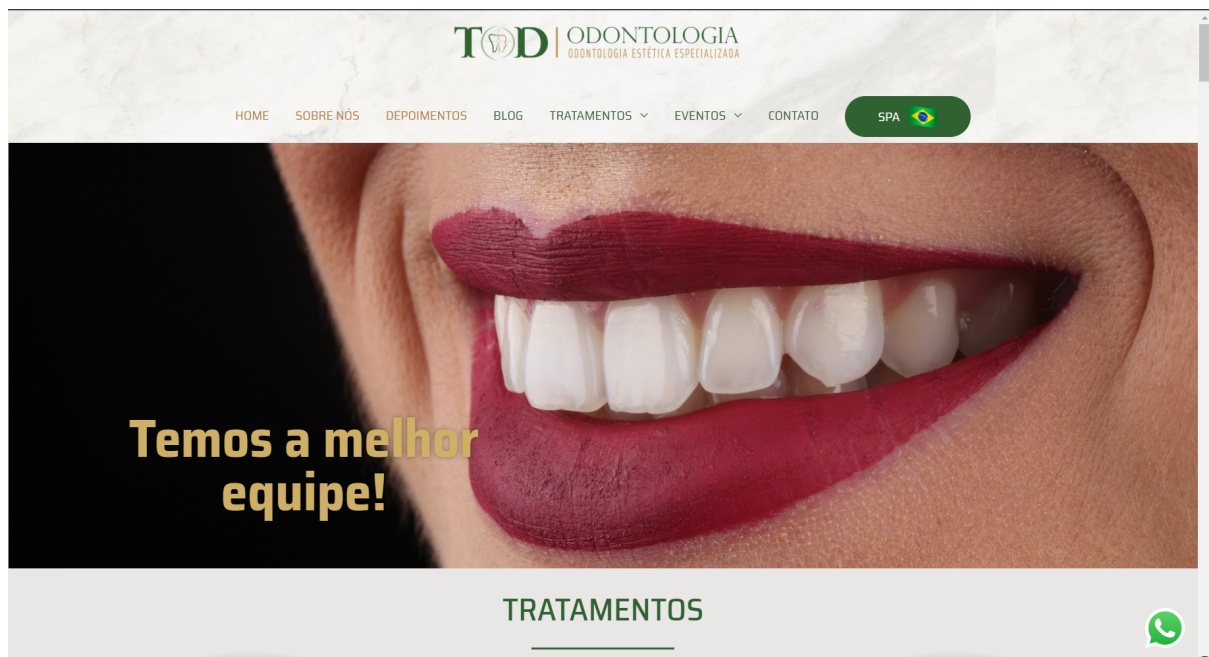 TOD | ODONTOLOGIA
ODONTOLOGIA ESTÉTICA ESPECIALIZADA
HOME SOBRE NÓS DEPOIMENTOS BLOG TRATAMENTOS EVENTOS CONTATO SPA
Temos a melhor
equipe!
TRATAMENTOS